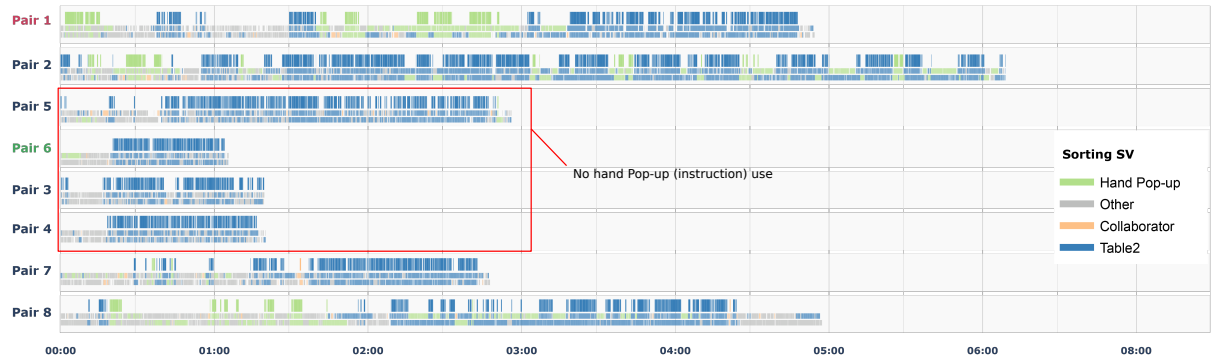 Pair 1
Pair 2
Pair 5
Pair 6
Pair 3
Pair 4
Pair 7
Pair 8
No hand Pop-up (instruction) use
Sorting SV
Hand Pop-up
Other
Collaborator
Table2
00:00 01:00 02:00 03:00 04:00 05:00 06:00 07:00 08:00